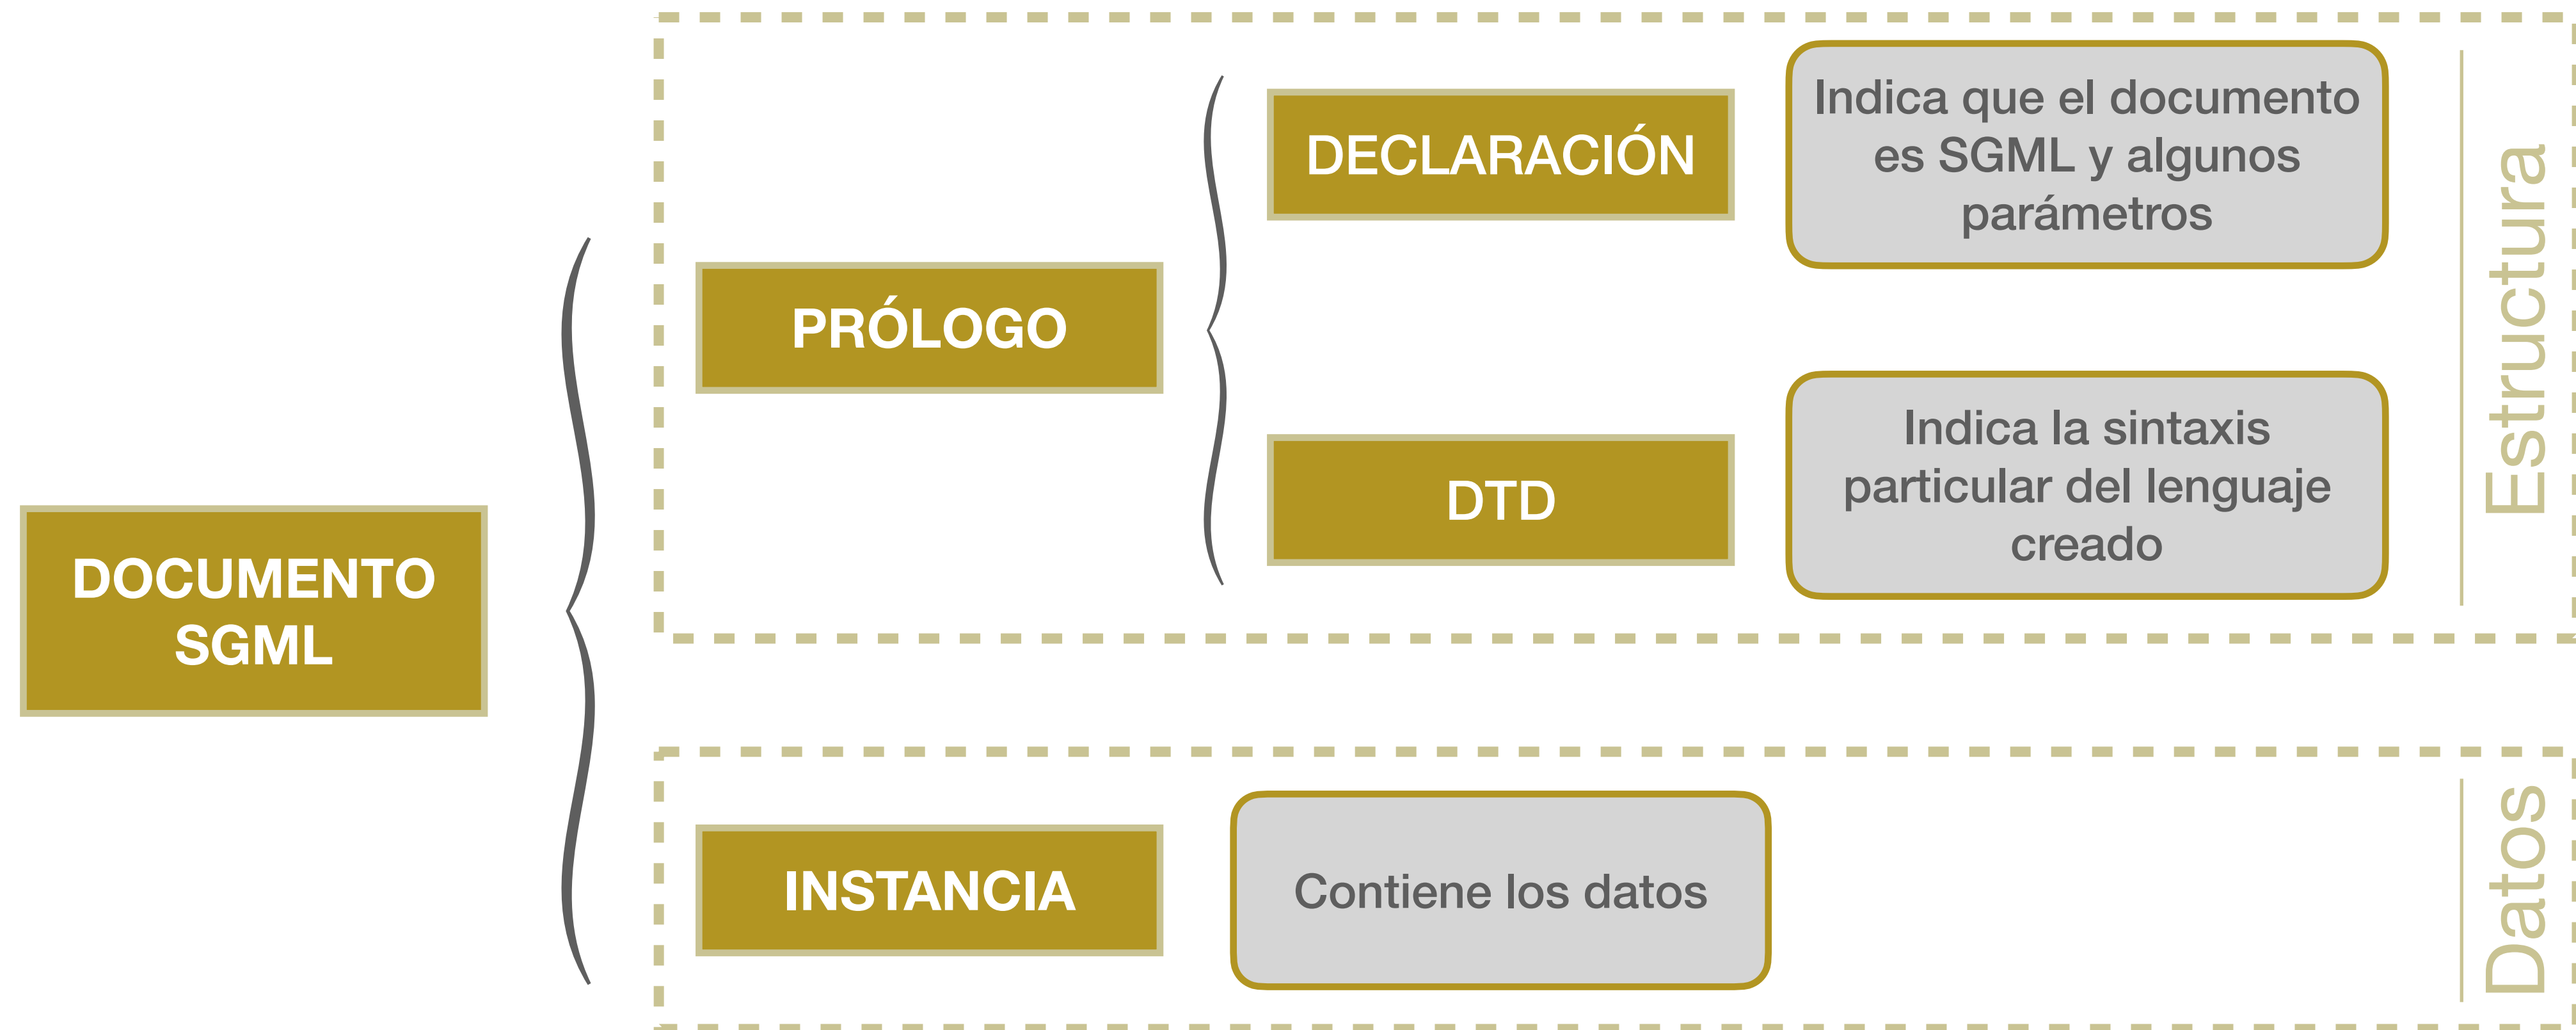 DOCUMENTO
SGML
PRÓLOGO
DECLARACIÓN
Indica que el documento
es SGML y algunos
parámetros
DTD
Indica la sintaxis
particular del lenguaje
creado
Estructura
INSTANCIA
Contiene los datos
Datos